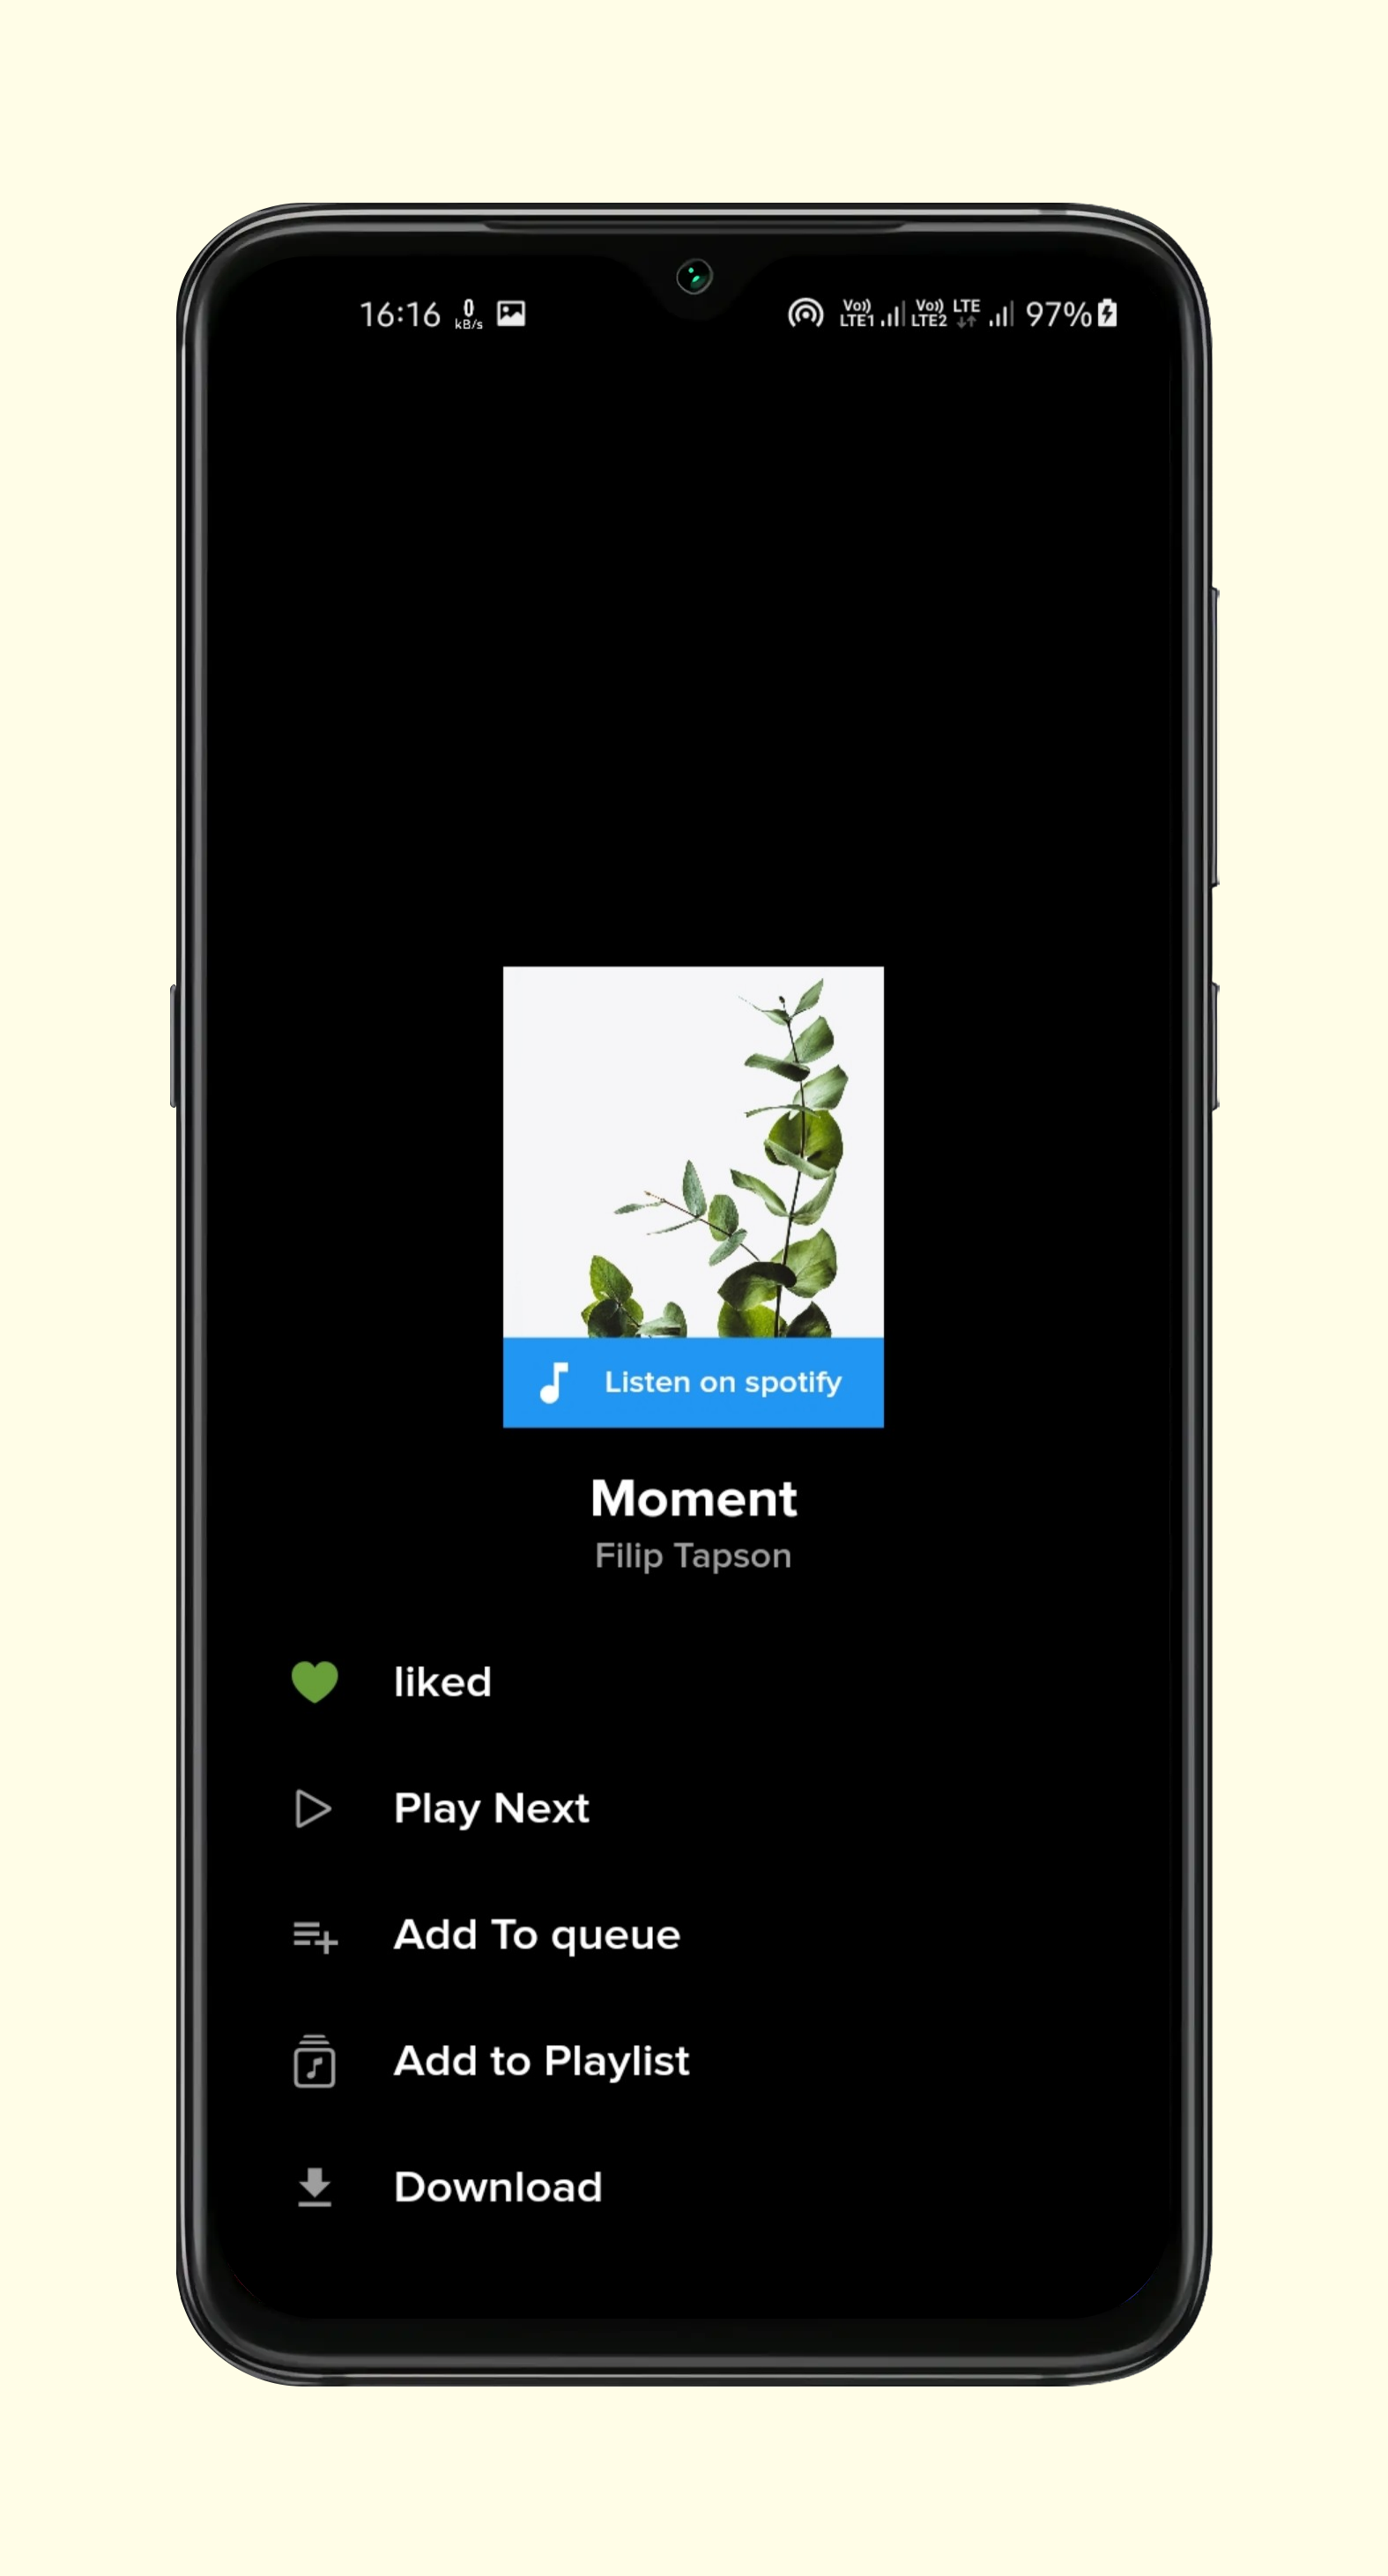 16:16 0 kB/s Vo)) LTE1 Vo)) LTE2 LTE 97%
Listen on spotify
Moment
Filip Tapson
liked
Play Next
Add To queue
Add to Playlist
Download